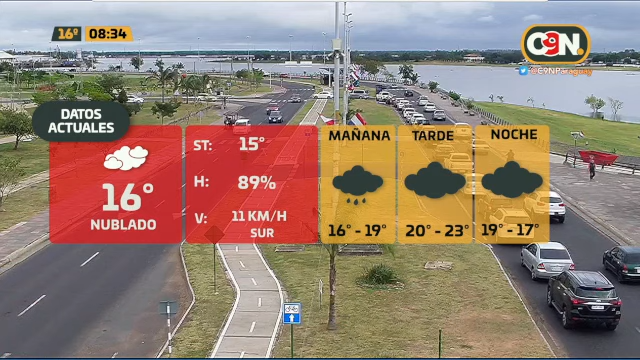 16° 08:34
C9N
@C9NParaguay
DATOS
ACTUALES
16°
NUBLADO
ST: 15°
H: 89%
V: 11 KM/H
SUR
MAÑANA
16° - 19°
TARDE
20° - 23°
NOCHE
19° - 17°